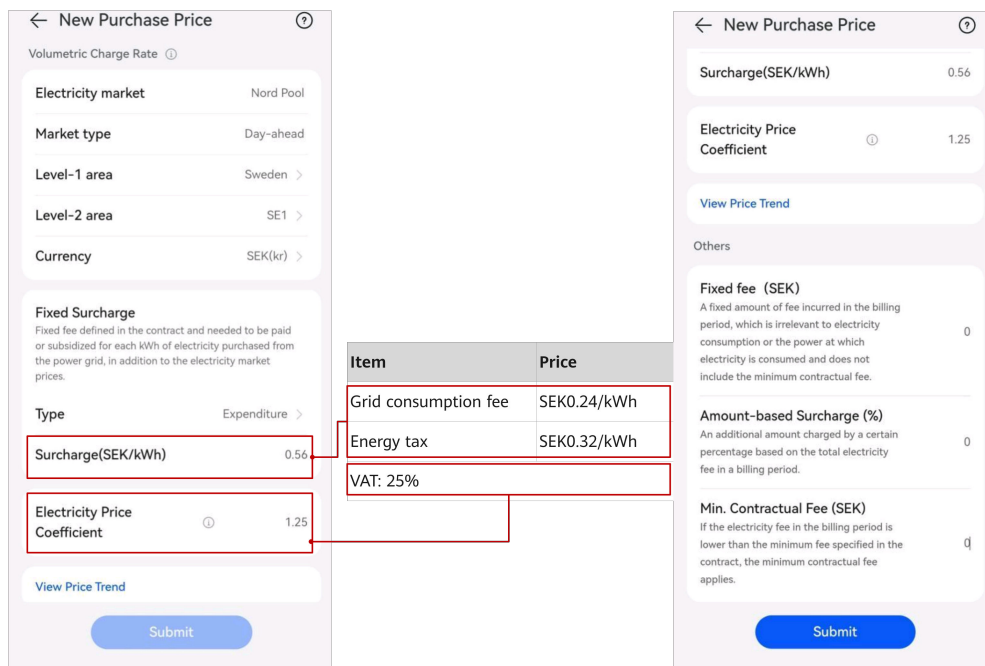 New Purchase Price
Volumetric Charge Rate
Electricity market Nord Pool
Market type Day-ahead
Level-1 area Sweden
Level-2 area SE1
Currency SEK(kr)
Fixed Surcharge
Fixed fee defined in the contract and needed to be paid
or subsidized for each kWh of electricity purchased from
the power grid, in addition to the electricity market
prices.
Type Expenditure
Surcharge(SEK/kWh) 0.56
Electricity Price
Coefficient 1.25
View Price Trend
Submit
Item Price
Grid consumption fee SEK0.24/kWh
Energy tax SEK0.32/kWh
VAT: 25%
New Purchase Price
Surcharge(SEK/kWh) 0.56
Electricity Price
Coefficient 1.25
View Price Trend
Others
Fixed fee (SEK)
A fixed amount of fee incurred in the billing
period, which is irrelevant to electricity
consumption or the power at which 0
electricity is consumed and does not
include the minimum contractual fee.
Amount-based Surcharge (%)
An additional amount charged by a certain
percentage based on the total electricity 0
fee in a billing period.
Min. Contractual Fee (SEK)
If the electricity fee in the billing period is
lower than the minimum fee specified in the 0
contract, the minimum contractual fee
applies.
Submit